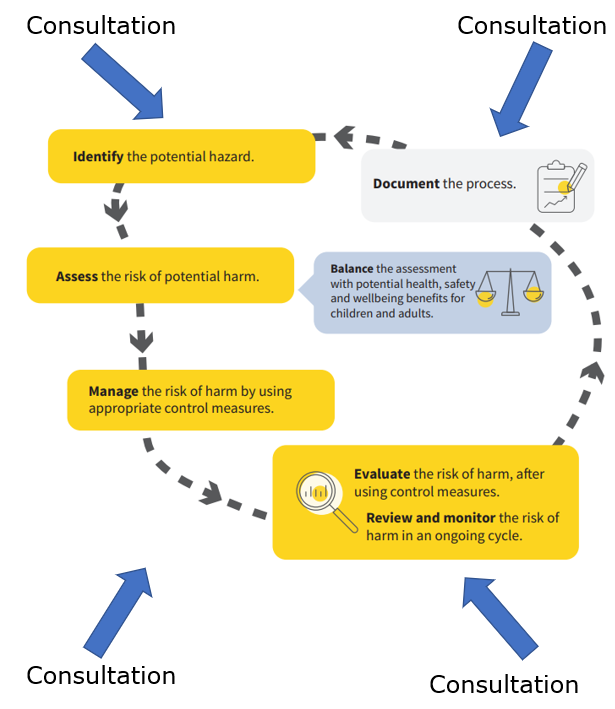 Consultation
Consultation
Identify the potential hazard.
Document the process.
Assess the risk of potential harm.
Balance the assessment
with potential health, safety
and wellbeing benefits for
children and adults.
Manage the risk of harm by using
appropriate control measures.
Evaluate the risk of harm, after
using control measures.
Review and monitor the risk of
harm in an ongoing cycle.
Consultation
Consultation